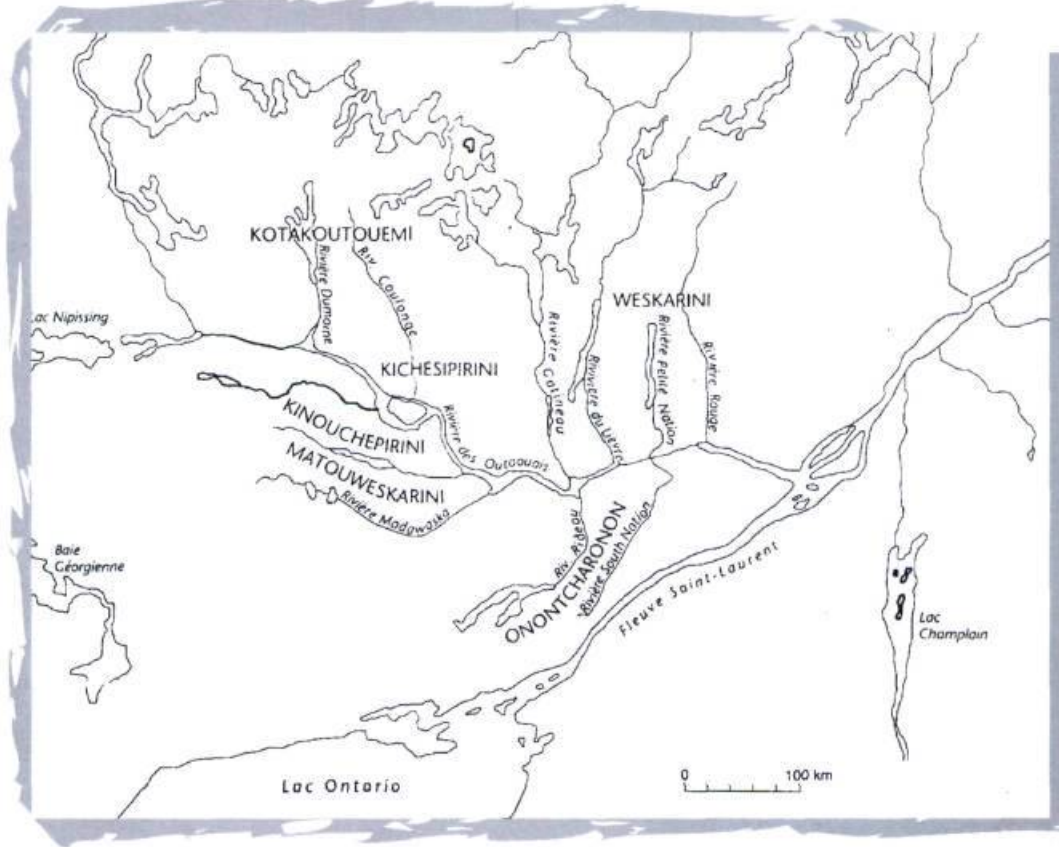 KOTAKOUTOUEMI
Rivière Dumoine
Riv Coulonge
WESKARINI
Lac Nipissing
Rivière Gatineau
Rivière du Lièvre
Rivière Petite Nation
Rivière Rouge
KICHESIPIRINI
KINOUCHEPIRINI
Rivière des Outaouais
MATOUWESKARINI
Rivière Madawaska
Baie
Géorgienne
Riv Rideau
Rivière South Nation
ONONTCHARONON
Fleuve Saint-Laurent
Lac
Champlain
Lac Ontario
0 100 km